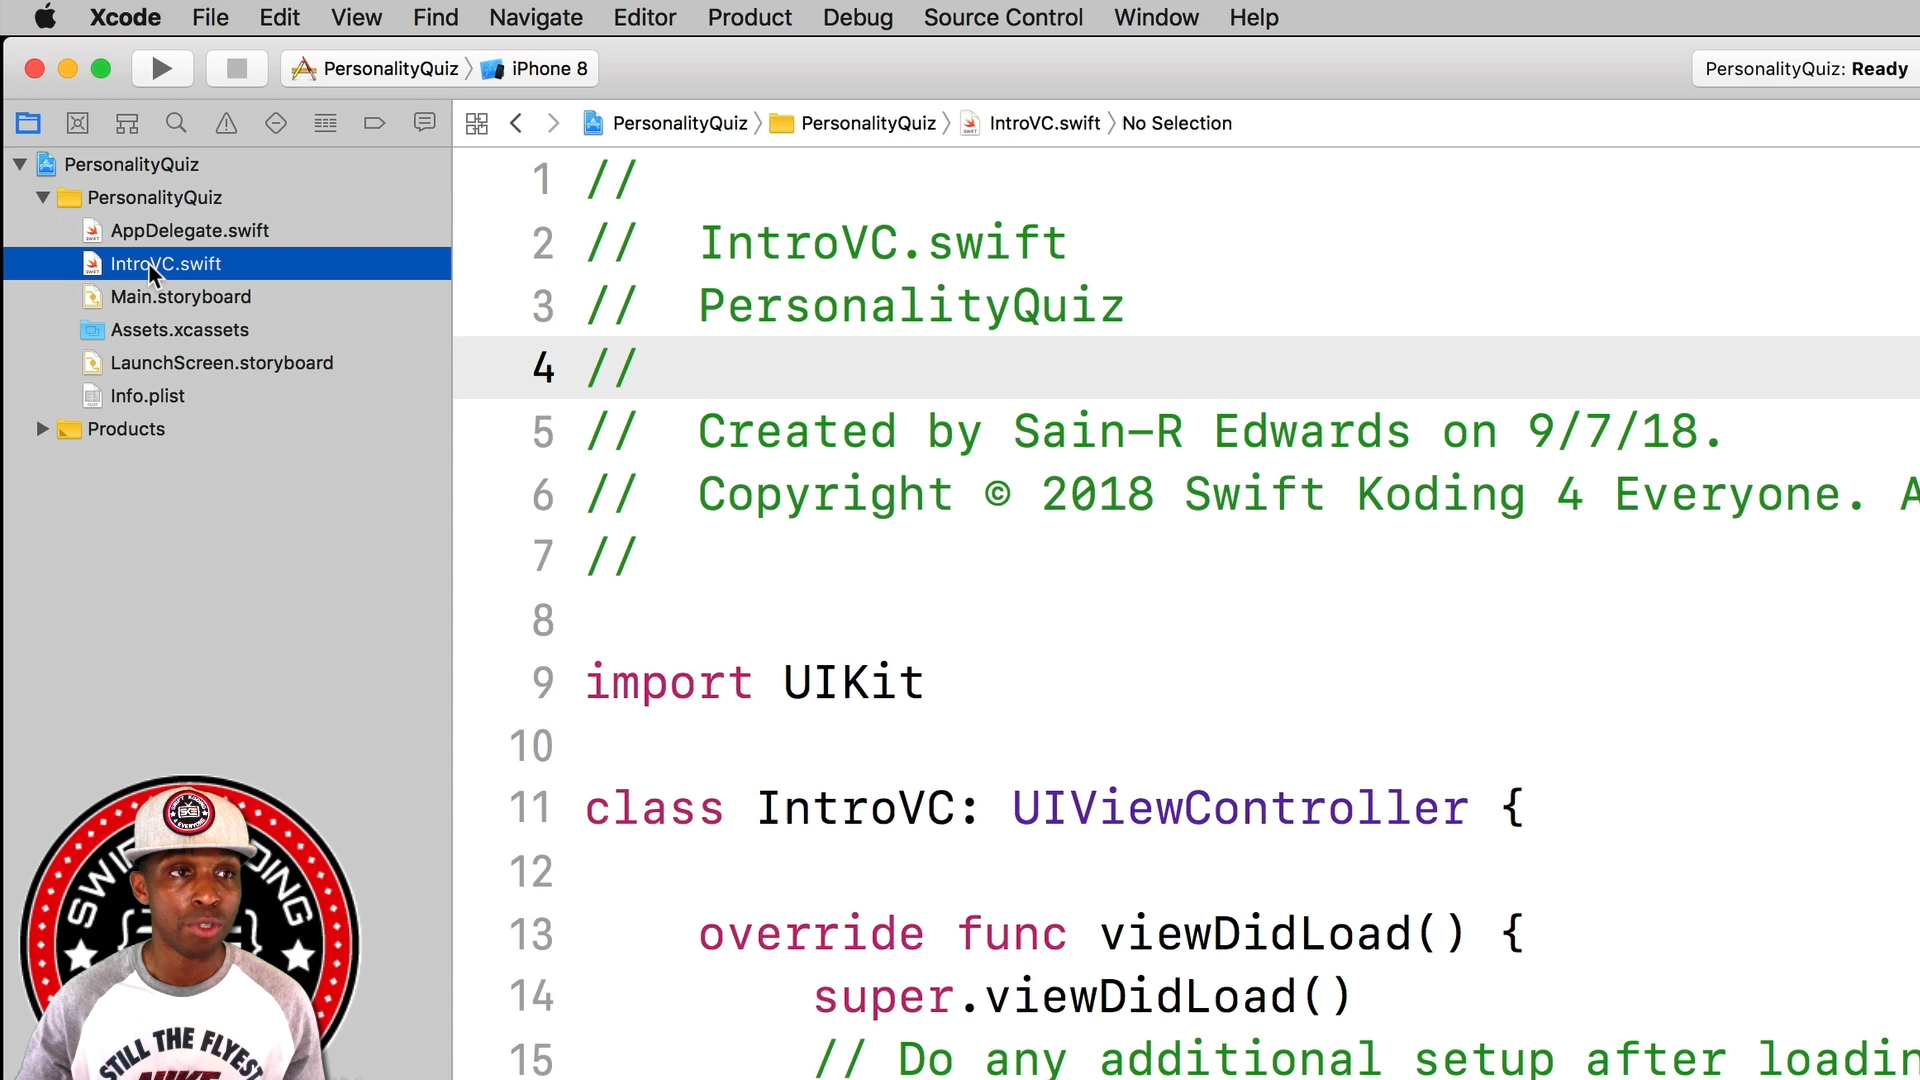 Xcode File Edit View Find Navigate Editor Product Debug Source Control Window Help
PersonalityQuiz iPhone 8
PersonalityQuiz: Ready
PersonalityQuiz PersonalityQuiz IntroVC.swift No Selection
PersonalityQuiz
PersonalityQuiz
AppDelegate.swift
IntroVC.swift
Main.storyboard
Assets.xcassets
LaunchScreen.storyboard
Info.plist
Products
1 //
2 // IntroVC.swift
3 // PersonalityQuiz
4 //
5 // Created by Sain-R Edwards on 9/7/18.
6 // Copyright © 2018 Swift Koding 4 Everyone. A
7 //
8
9 import UIKit
10
11 class IntroVC: UIViewController {
12
13 override func viewDidLoad() {
14 super.viewDidLoad()
15 // Do any additional setup after loadin
STILL THE FLYEST
NIKE